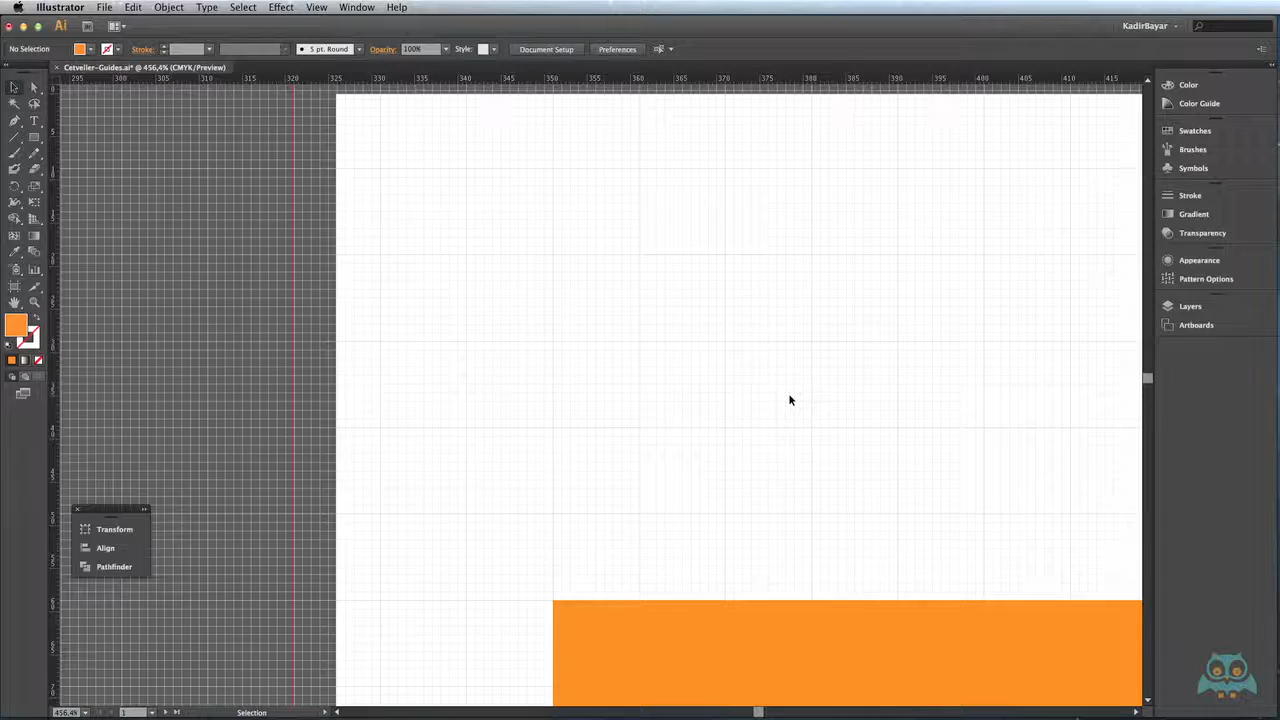 Illustrator File Edit Object Type Select Effect View Window Help
Ai KadirBayar
No Selection Stroke: 5 pt. Round Opacity: 100% Style: Document Setup Preferences
× Cetveller-Guides.ai* @ 456,4% (CMYK/Preview)
295 300 305 310 315 320 325 330 335 340 345 350 355 360 365 370 375 380 385 390 395 400 405 410 415
Color
Color Guide
Swatches
Brushes
Symbols
Stroke
Gradient
Transparency
Appearance
Pattern Options
Layers
Artboards
Transform
Align
Pathfinder
456,4% 1 Selection